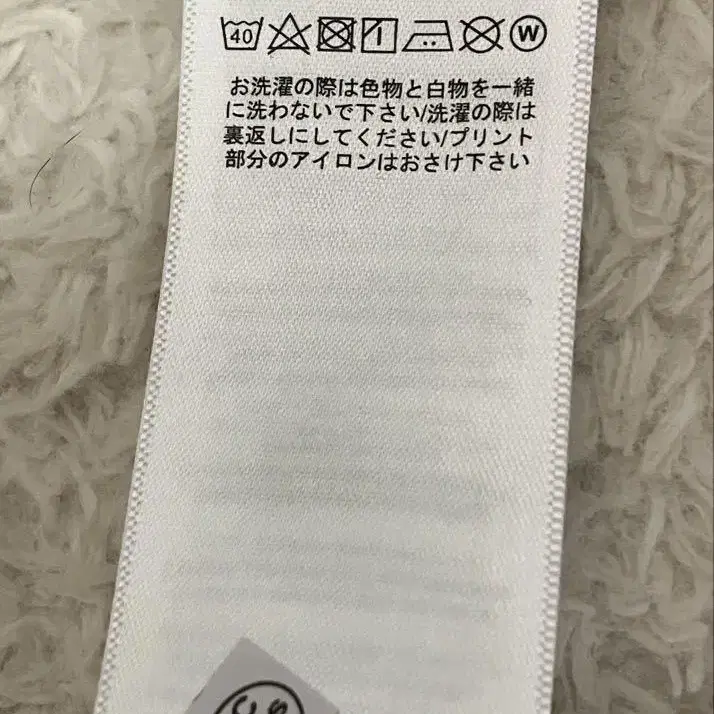 40 W
お洗濯の際は色物と白物を一緒
に洗わないで下さい/洗濯の際は
裏返しにしてください/プリント
部分のアイロンはおさけ下さい